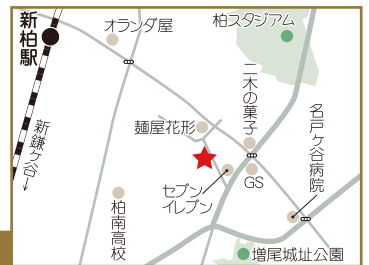 新柏駅
オランダ屋
柏スタジアム
新鎌ヶ谷→
麺屋花形
二木の菓子
名戸ヶ谷病院
セブン
イレブン
GS
柏南高校
増尾城址公園